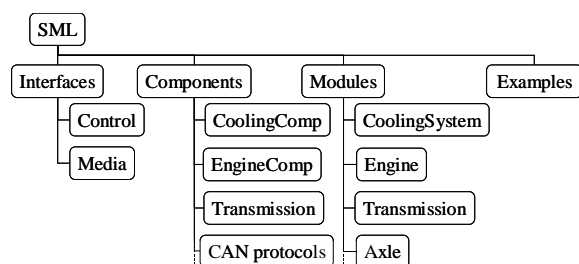 SML
Interfaces Components Modules Examples
Control CoolingComp CoolingSystem
Media EngineComp Engine
Transmission Transmission
CAN protocols Axle